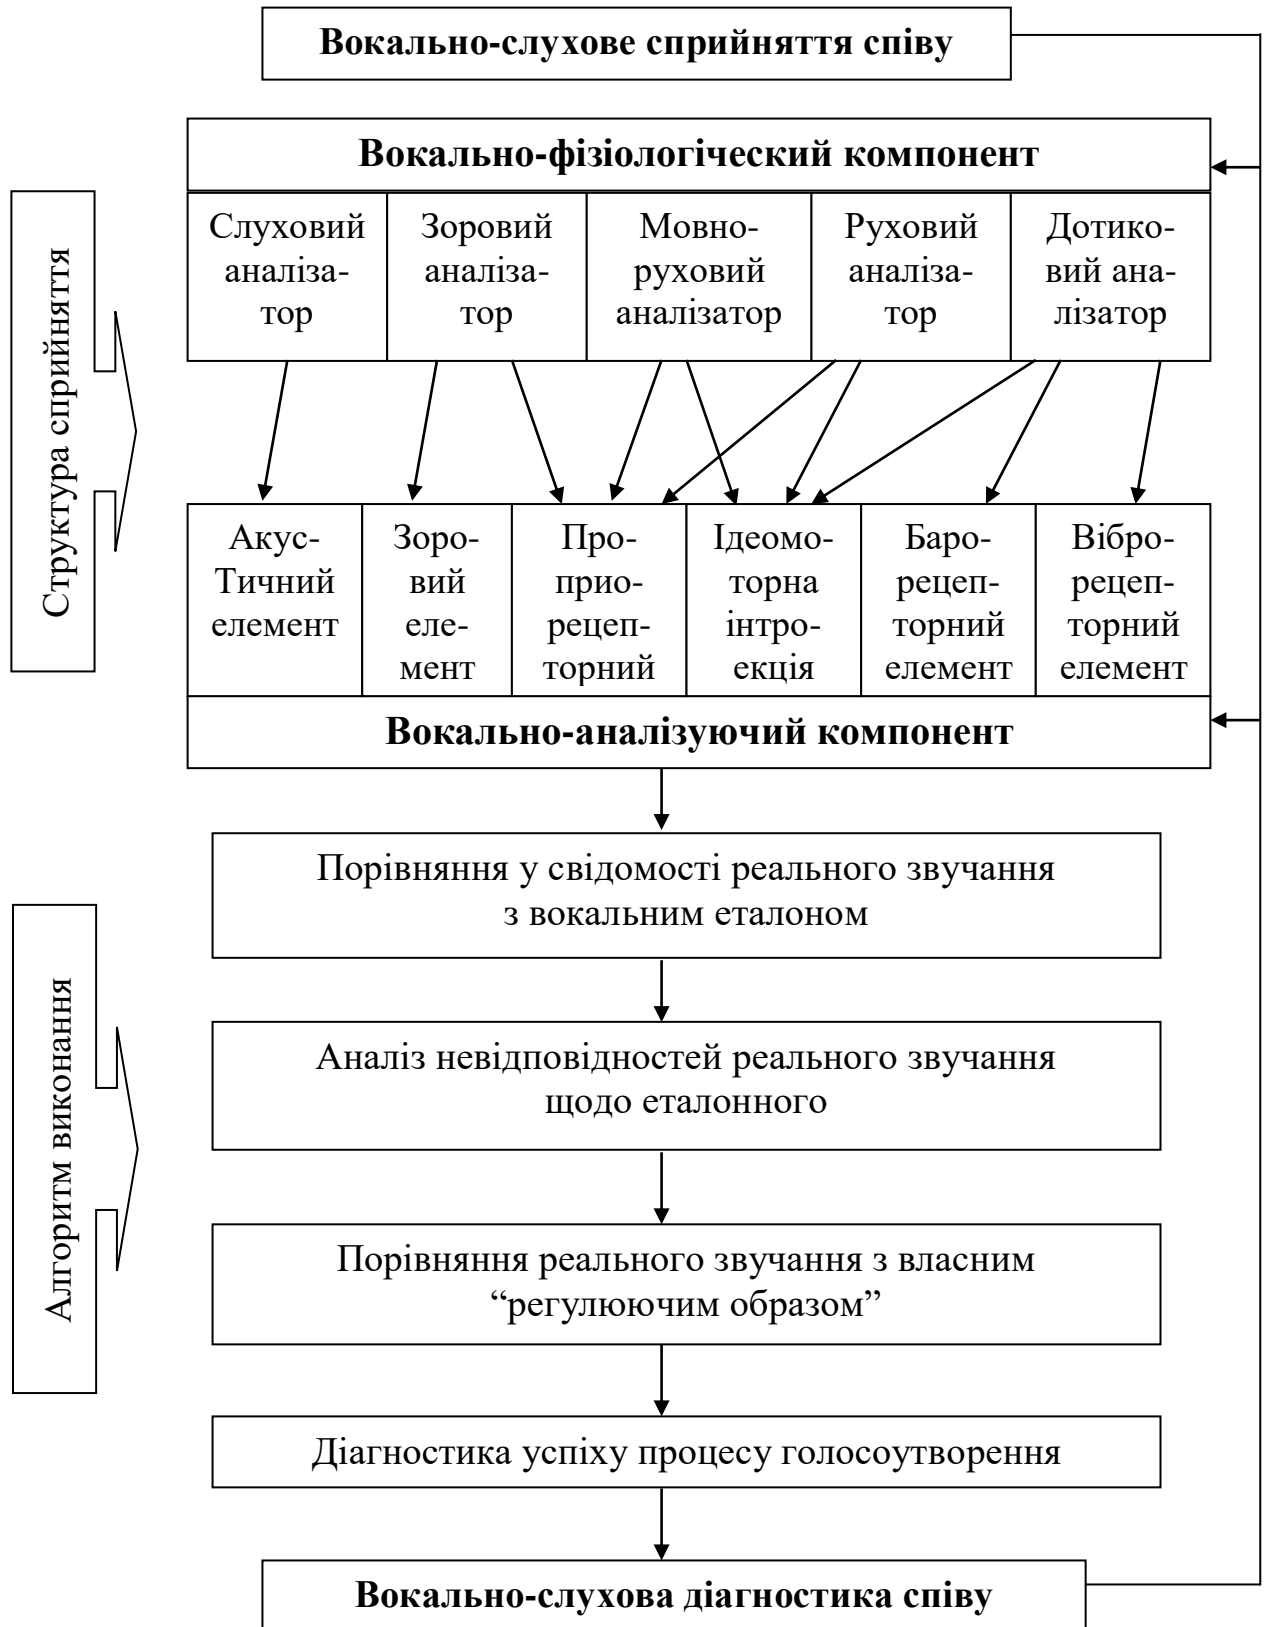 Вокально-слухове сприйняття співу
Вокально-фізіологіческий компонент
Слуховий
аналіза-
тор
Зоровий
аналіза-
тор
Мовно-
руховий
аналізатор
Руховий
аналіза-
тор
Дотико-
вий ана-
лізатор
Структура сприйняття
Акус-
Тичний
елемент
Зоро-
вий
еле-
мент
Про-
прио-
рецеп-
торний
Ідеомо-
торна
інтро-
екція
Баро-
рецеп-
торний
елемент
Вібро-
рецеп-
торний
елемент
Вокально-аналізуючий компонент
Порівняння у свідомості реального звучання
з вокальним еталоном
Алгоритм виконання
Аналіз невідповідностей реального звучання
щодо еталонного
Порівняння реального звучання з власним
“регулюючим образом”
Діагностика успіху процесу голосоутворення
Вокально-слухова діагностика співу